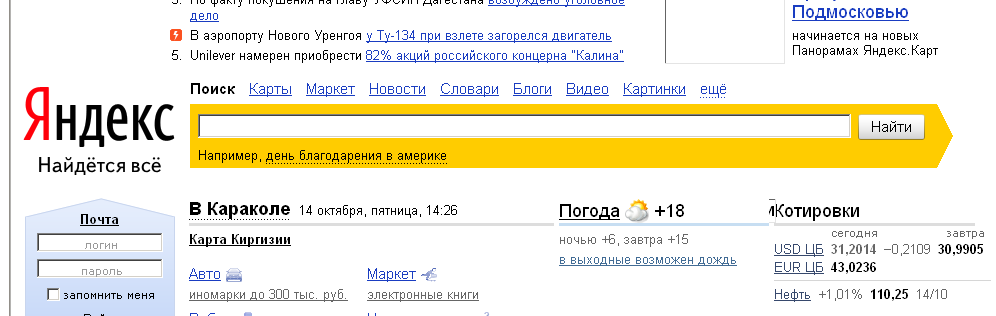 3. По факту покушения на главу УФСИН Дагестана возбуждено уголовное
дело
В аэропорту Нового Уренгоя у Ту-134 при взлете загорелся двигатель
5. Unilever намерен приобрести 82% акций российского концерна "Калина"
Подмосковью
начинается на новых
Панорамах Яндекс.Карт
Яндекс
Найдётся всё
Поиск Карты Маркет Новости Словари Блоги Видео Картинки ещё
Найти
Например, день благодарения в америке
Почта
логин
пароль
запомнить меня
В Караколе 14 октября, пятница, 14:26
Карта Киргизии
Авто
иномарки до 300 тыс. руб.
Маркет
электронные книги
Погода +18
ночью +6, завтра +15
в выходные возможен дождь
Котировки
сегодня завтра
USD ЦБ 31,2014 −0,2109 30,9905
EUR ЦБ 43,0236
Нефть +1,01% 110,25 14/10